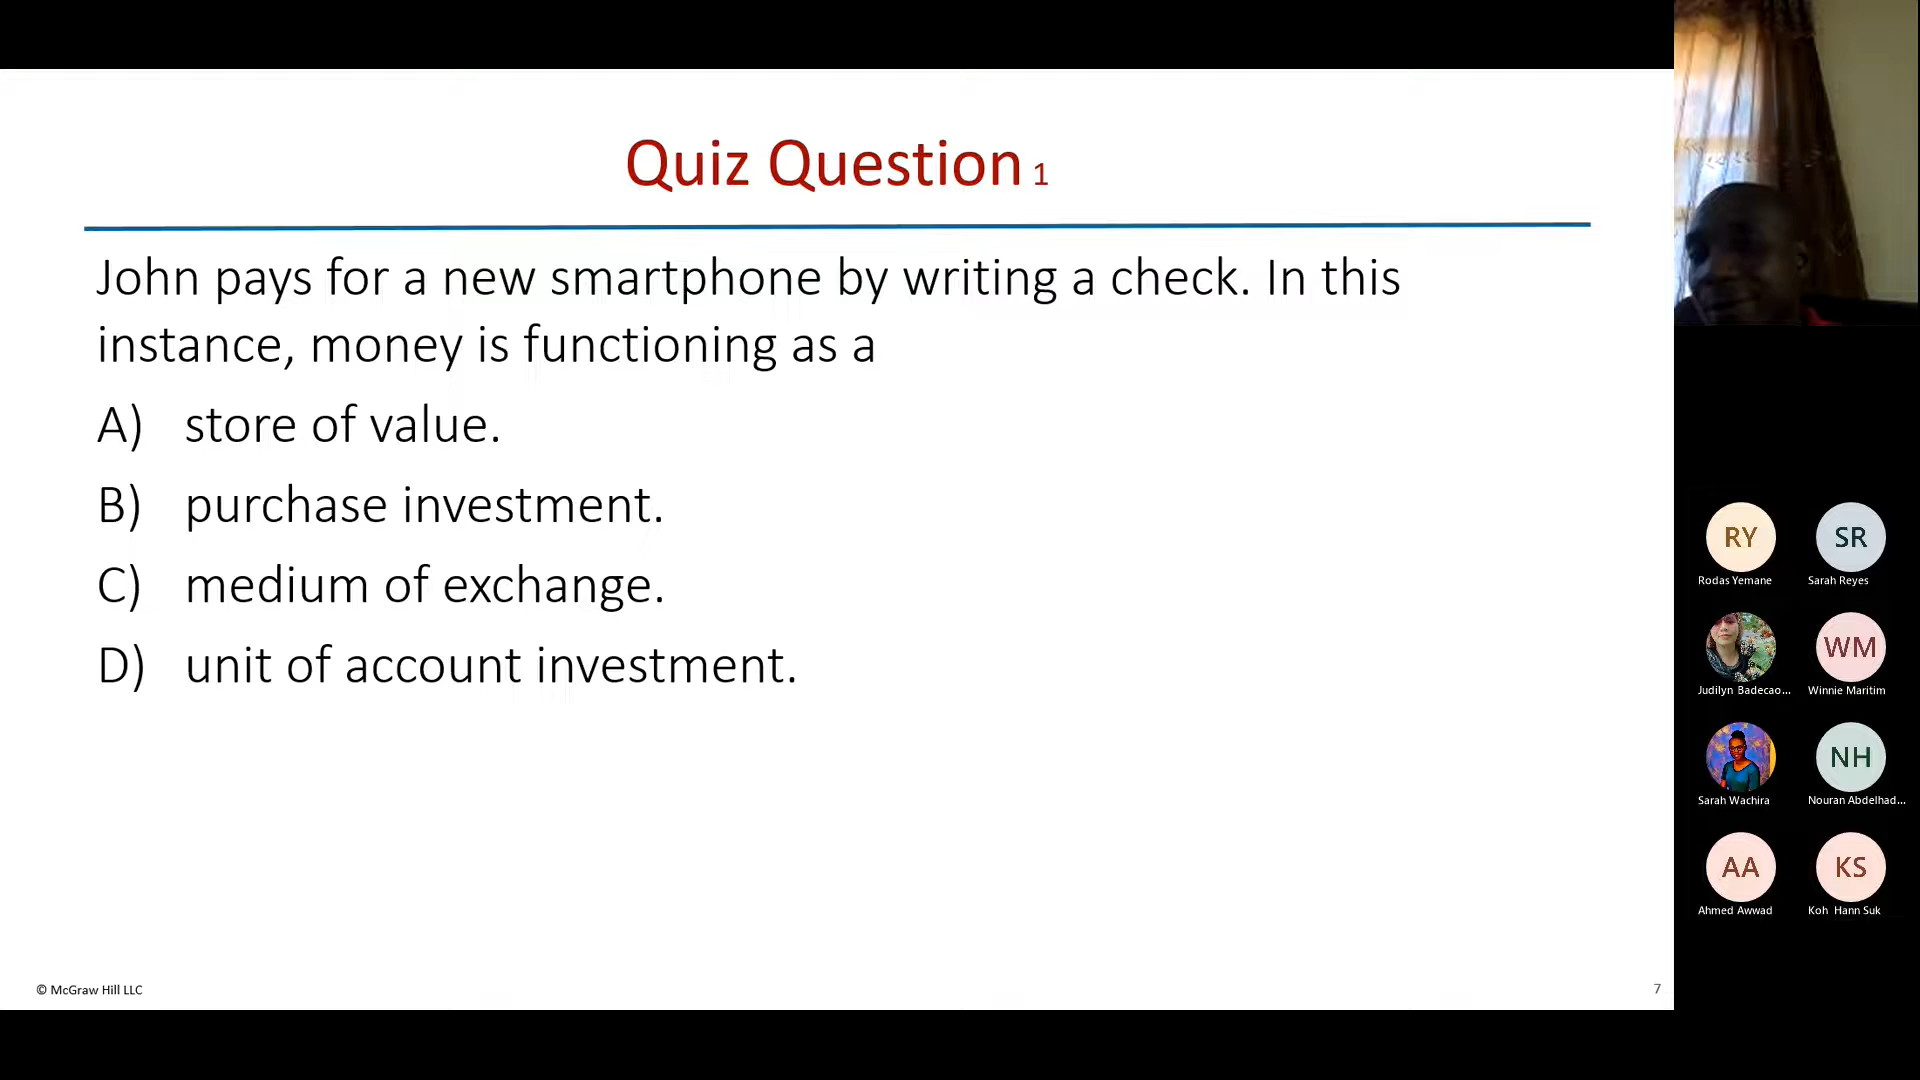 Quiz Question 1
John pays for a new smartphone by writing a check. In this
instance, money is functioning as a
A) store of value.
B) purchase investment.
C) medium of exchange.
D) unit of account investment.
© McGraw Hill LLC
7
RY SR
Rodas Yemane Sarah Reyes
WM
Judilyn Badecao... Winnie Maritim
NH
Sarah Wachira Nouran Abdelhad...
AA KS
Ahmed Awwad Koh Hann Suk